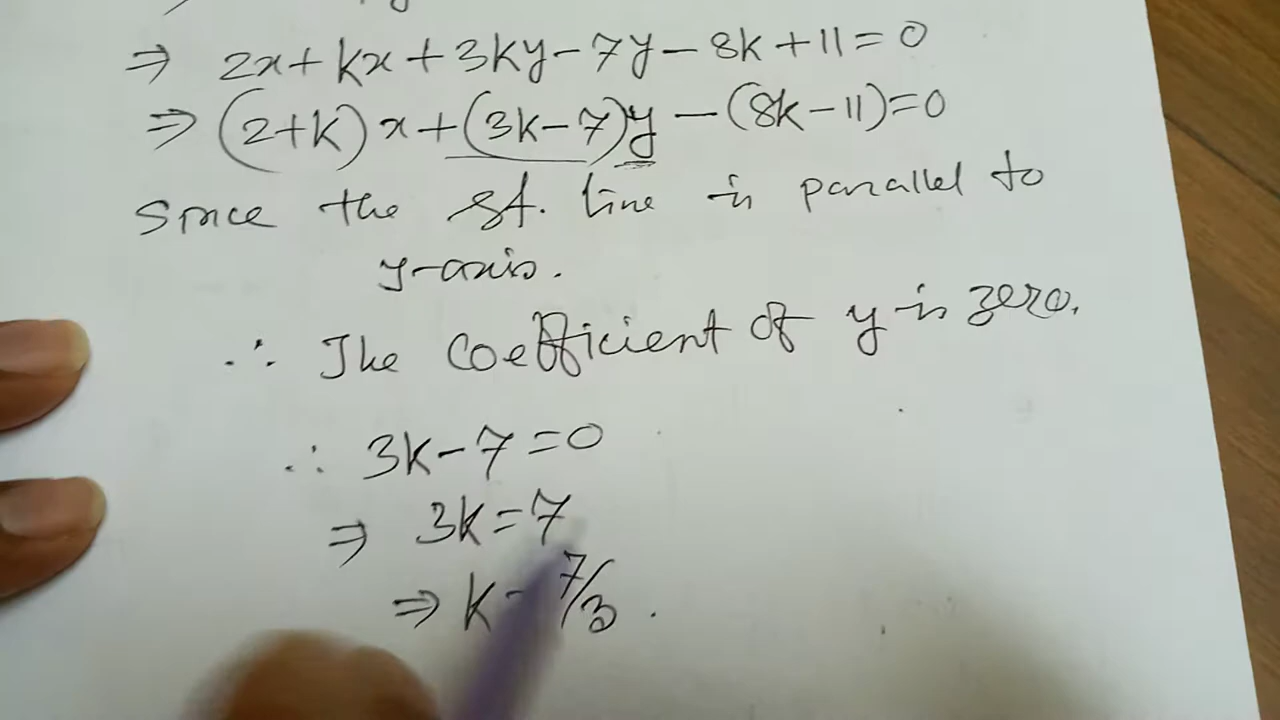 ⇒ 2x + kx + 3ky - 7y - 8k + 11 = 0
⇒ (2+k) x + (3k-7)y - (8k-11) = 0
Since the st. line is parallel to
y-axis.
∴ The Coefficient of y is zero.
∴ 3k - 7 = 0
⇒ 3k = 7
⇒ k = 7/3 .